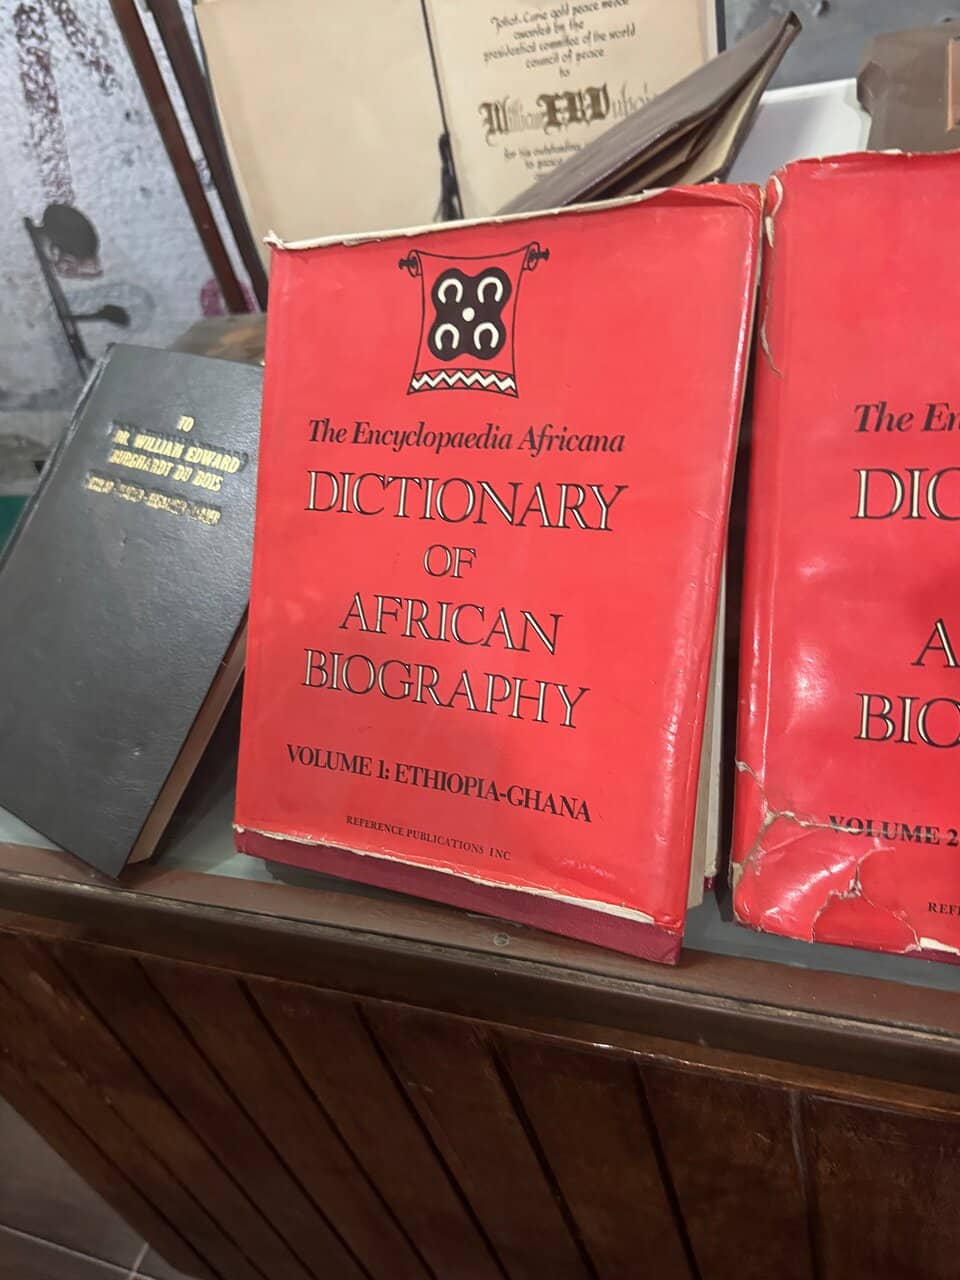 Joliot-Curie gold peace medal
awarded by the
presidential committee of the world
council of peace
to
William
for his outstanding
to peace
TO
DR. WILLIAM EDWARD
BURGHARDT DU BOIS
The Encyclopaedia Africana
DICTIONARY
OF
AFRICAN
BIOGRAPHY
VOLUME 1: ETHIOPIA-GHANA
REFERENCE PUBLICATIONS INC
The En
DIC
A
BIO
VOLUME 2
REFE